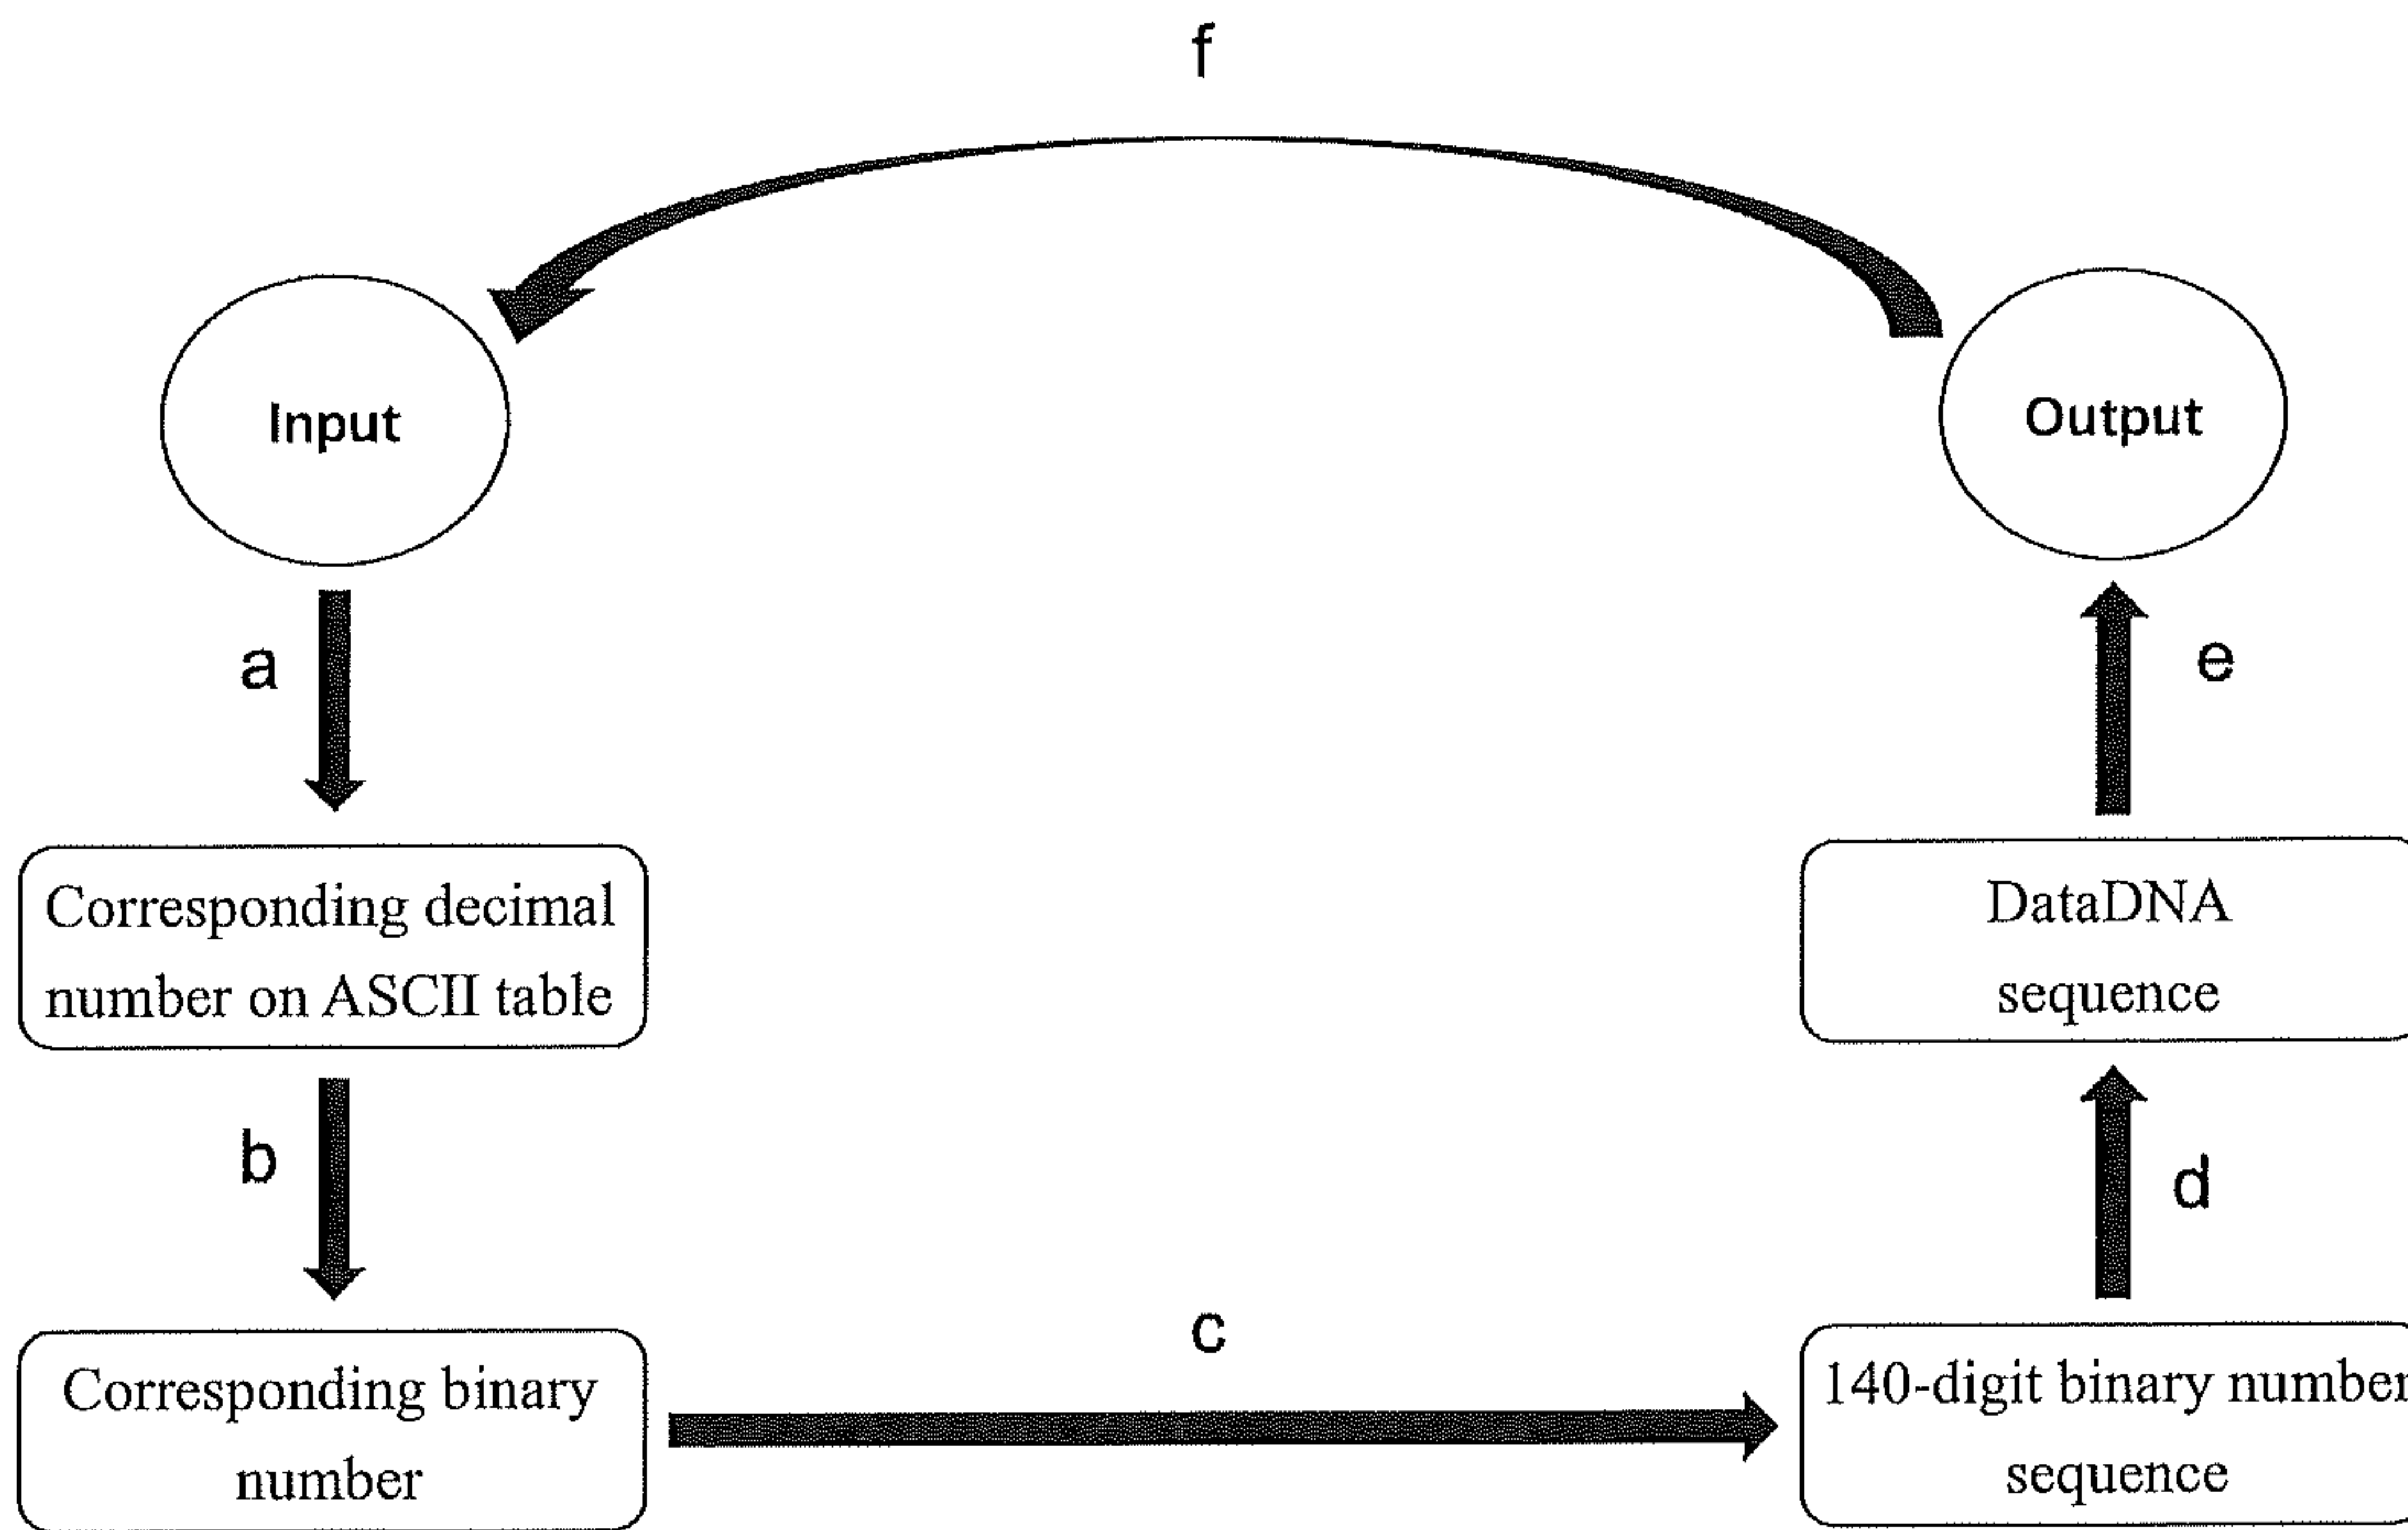 f
Input
Output
a
e
Corresponding decimal
number on ASCII table
DataDNA
sequence
b
d
c
Corresponding binary
number
140-digit binary number
sequence